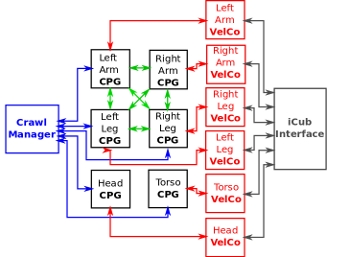 Left
Arm
VelCo
Left
Arm
CPG
Right
Arm
CPG
Right
Arm
VelCo
Crawl
Manager
Left
Leg
CPG
Right
Leg
CPG
Right
Leg
VelCo
iCub
Interface
Left
Leg
VelCo
Head
CPG
Torso
CPG
Torso
VelCo
Head
VelCo